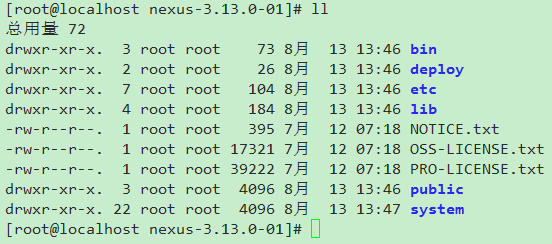 [root@localhost nexus-3.13.0-01]# ll
总用量 72
drwxr-xr-x.  3 root root    73 8月  13 13:46 bin
drwxr-xr-x.  2 root root    26 8月  13 13:46 deploy
drwxr-xr-x.  7 root root   104 8月  13 13:46 etc
drwxr-xr-x.  4 root root   184 8月  13 13:46 lib
-rw-r--r--.  1 root root   395 7月  12 07:18 NOTICE.txt
-rw-r--r--.  1 root root 17321 7月  12 07:18 OSS-LICENSE.txt
-rw-r--r--.  1 root root 39222 7月  12 07:18 PRO-LICENSE.txt
drwxr-xr-x.  3 root root  4096 8月  13 13:46 public
drwxr-xr-x. 22 root root  4096 8月  13 13:47 system
[root@localhost nexus-3.13.0-01]#